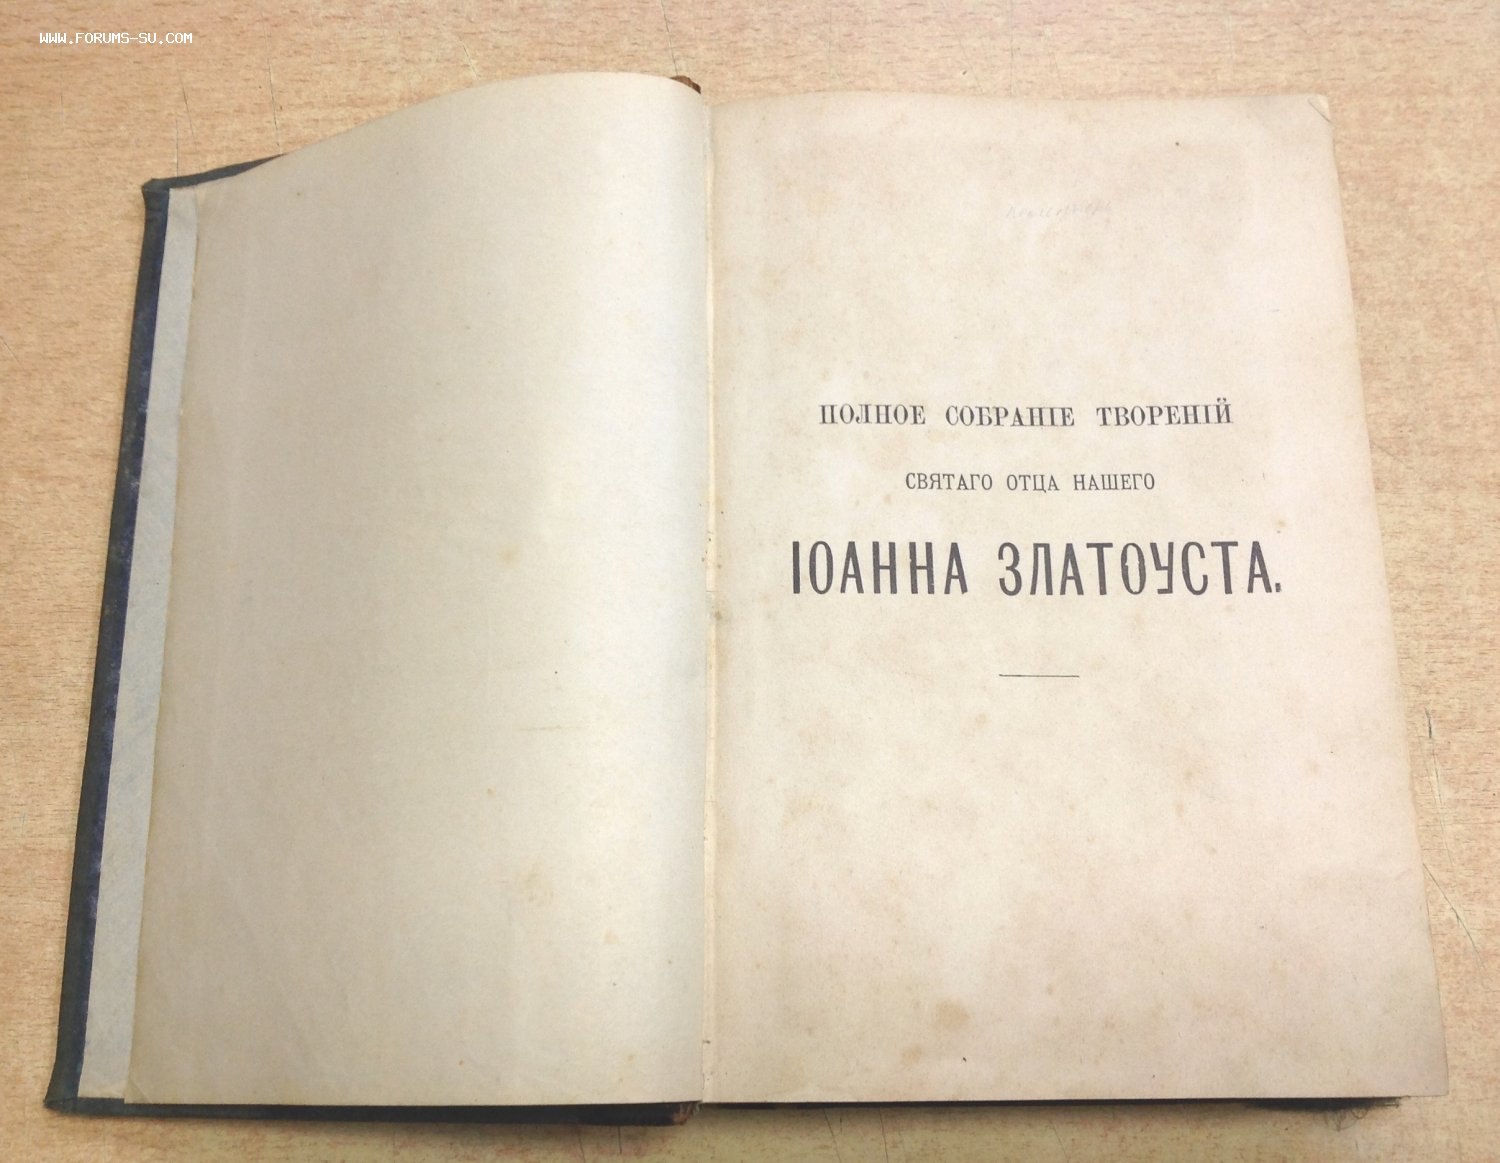 WWW.FORUMS-SU.COM
ПОЛНОЕ СОБРАНІЕ ТВОРЕНІЙ
СВЯТАГО ОТЦА НАШЕГО
ІОАННА ЗЛАТОУСТА.